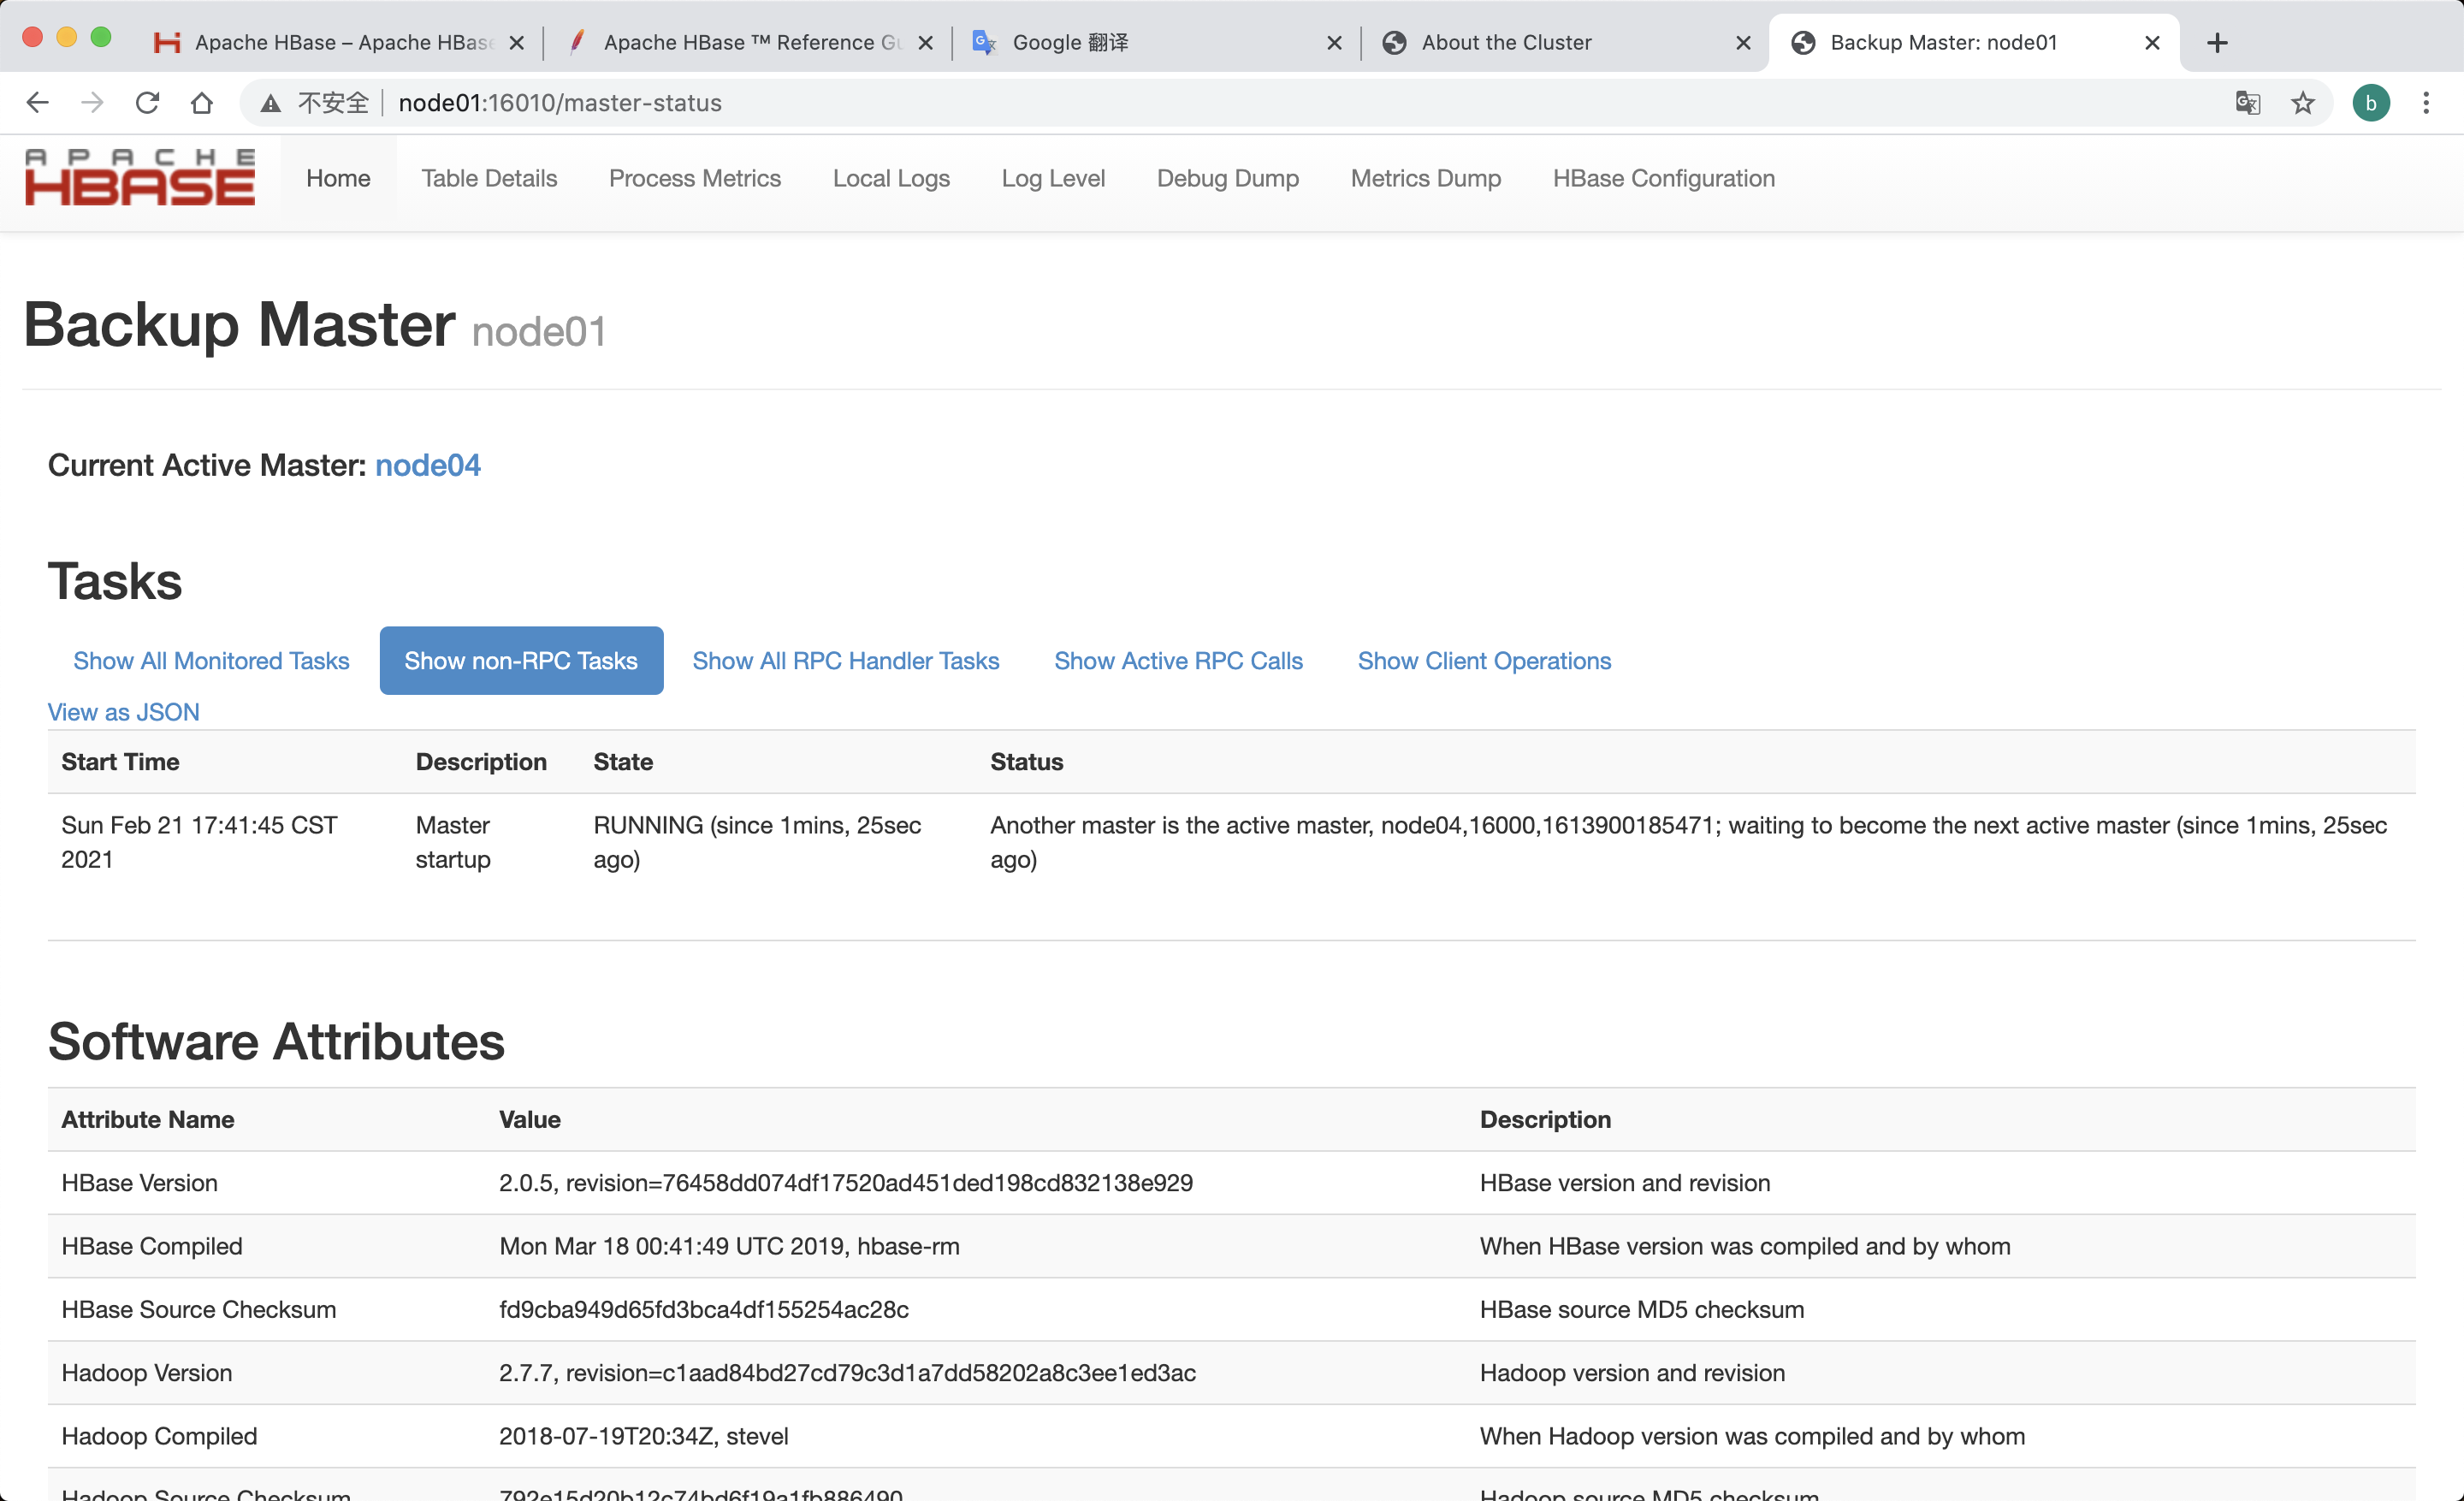 Apache HBase – Apache HBase
Apache HBase ™ Reference Gu
Google 翻译
About the Cluster
Backup Master: node01
不安全
node01:16010/master-status
b
APACHE
HBASE
Home
Table Details
Process Metrics
Local Logs
Log Level
Debug Dump
Metrics Dump
HBase Configuration
Backup Master node01
Current Active Master: node04
Tasks
Show All Monitored Tasks
Show non-RPC Tasks
Show All RPC Handler Tasks
Show Active RPC Calls
Show Client Operations
View as JSON
Start Time
Description
State
Status
Sun Feb 21 17:41:45 CST
2021
Master
startup
RUNNING (since 1mins, 25sec
ago)
Another master is the active master, node04,16000,1613900185471; waiting to become the next active master (since 1mins, 25sec
ago)
Software Attributes
Attribute Name
Value
Description
HBase Version
2.0.5, revision=76458dd074df17520ad451ded198cd832138e929
HBase version and revision
HBase Compiled
Mon Mar 18 00:41:49 UTC 2019, hbase-rm
When HBase version was compiled and by whom
HBase Source Checksum
fd9cba949d65fd3bca4df155254ac28c
HBase source MD5 checksum
Hadoop Version
2.7.7, revision=c1aad84bd27cd79c3d1a7dd58202a8c3ee1ed3ac
Hadoop version and revision
Hadoop Compiled
2018-07-19T20:34Z, stevel
When Hadoop version was compiled and by whom
Hadoop Source Checksum
792e15d20b12c74bd6f19a1fb886490
Hadoop source MD5 checksum